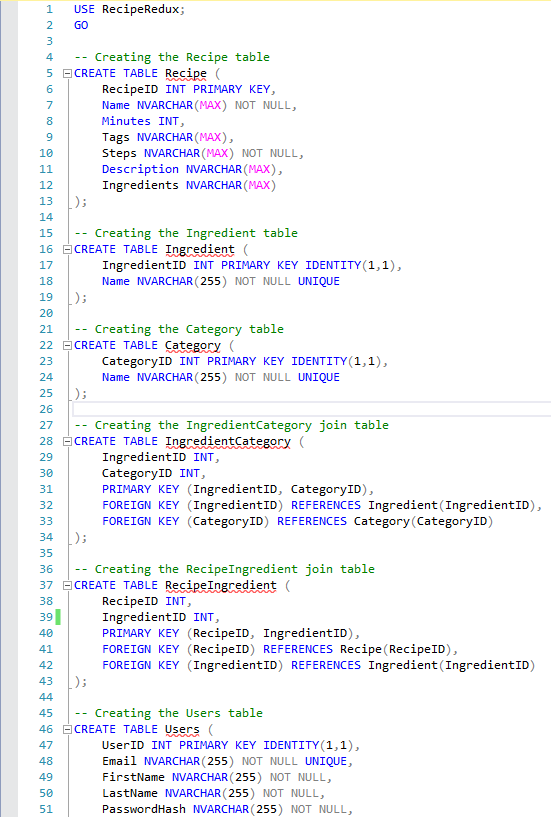 1 USE RecipeRedux;
2 GO
3
4 -- Creating the Recipe table
5 CREATE TABLE Recipe (
6     RecipeID INT PRIMARY KEY,
7     Name NVARCHAR(MAX) NOT NULL,
8     Minutes INT,
9     Tags NVARCHAR(MAX),
10     Steps NVARCHAR(MAX) NOT NULL,
11     Description NVARCHAR(MAX),
12     Ingredients NVARCHAR(MAX)
13 );
14
15 -- Creating the Ingredient table
16 CREATE TABLE Ingredient (
17     IngredientID INT PRIMARY KEY IDENTITY(1,1),
18     Name NVARCHAR(255) NOT NULL UNIQUE
19 );
20
21 -- Creating the Category table
22 CREATE TABLE Category (
23     CategoryID INT PRIMARY KEY IDENTITY(1,1),
24     Name NVARCHAR(255) NOT NULL UNIQUE
25 );
26
27 -- Creating the IngredientCategory join table
28 CREATE TABLE IngredientCategory (
29     IngredientID INT,
30     CategoryID INT,
31     PRIMARY KEY (IngredientID, CategoryID),
32     FOREIGN KEY (IngredientID) REFERENCES Ingredient(IngredientID),
33     FOREIGN KEY (CategoryID) REFERENCES Category(CategoryID)
34 );
35
36 -- Creating the RecipeIngredient join table
37 CREATE TABLE RecipeIngredient (
38     RecipeID INT,
39     IngredientID INT,
40     PRIMARY KEY (RecipeID, IngredientID),
41     FOREIGN KEY (RecipeID) REFERENCES Recipe(RecipeID),
42     FOREIGN KEY (IngredientID) REFERENCES Ingredient(IngredientID)
43 );
44
45 -- Creating the Users table
46 CREATE TABLE Users (
47     UserID INT PRIMARY KEY IDENTITY(1,1),
48     Email NVARCHAR(255) NOT NULL UNIQUE,
49     FirstName NVARCHAR(255) NOT NULL,
50     LastName NVARCHAR(255) NOT NULL,
51     PasswordHash NVARCHAR(255) NOT NULL,